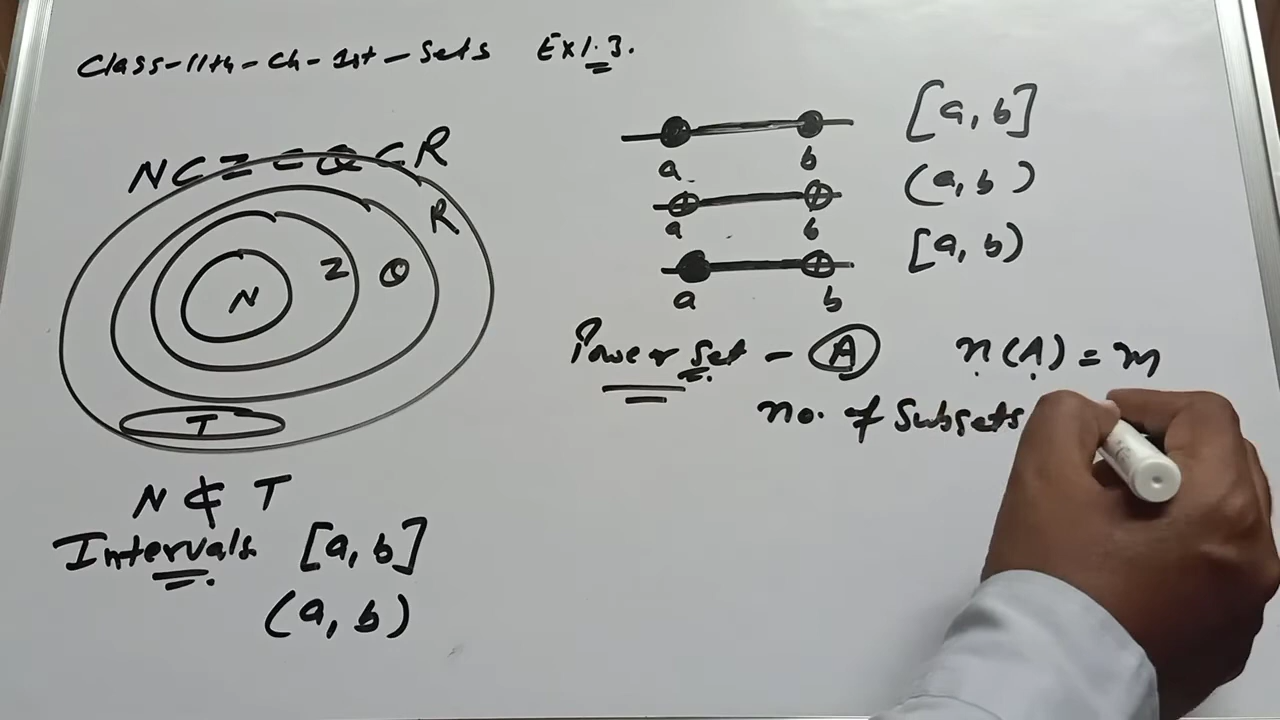 Class-11th-Ch-1st-Sets Ex1.3.
N⊂Z⊂Q⊂R
R
Z
Q
N
T
N ⊄ T
Intervals [a,b]
(a,b)
a b [a,b]
a b (a,b)
a b [a,b)
Power set - A n(A) = m
no. of Subsets